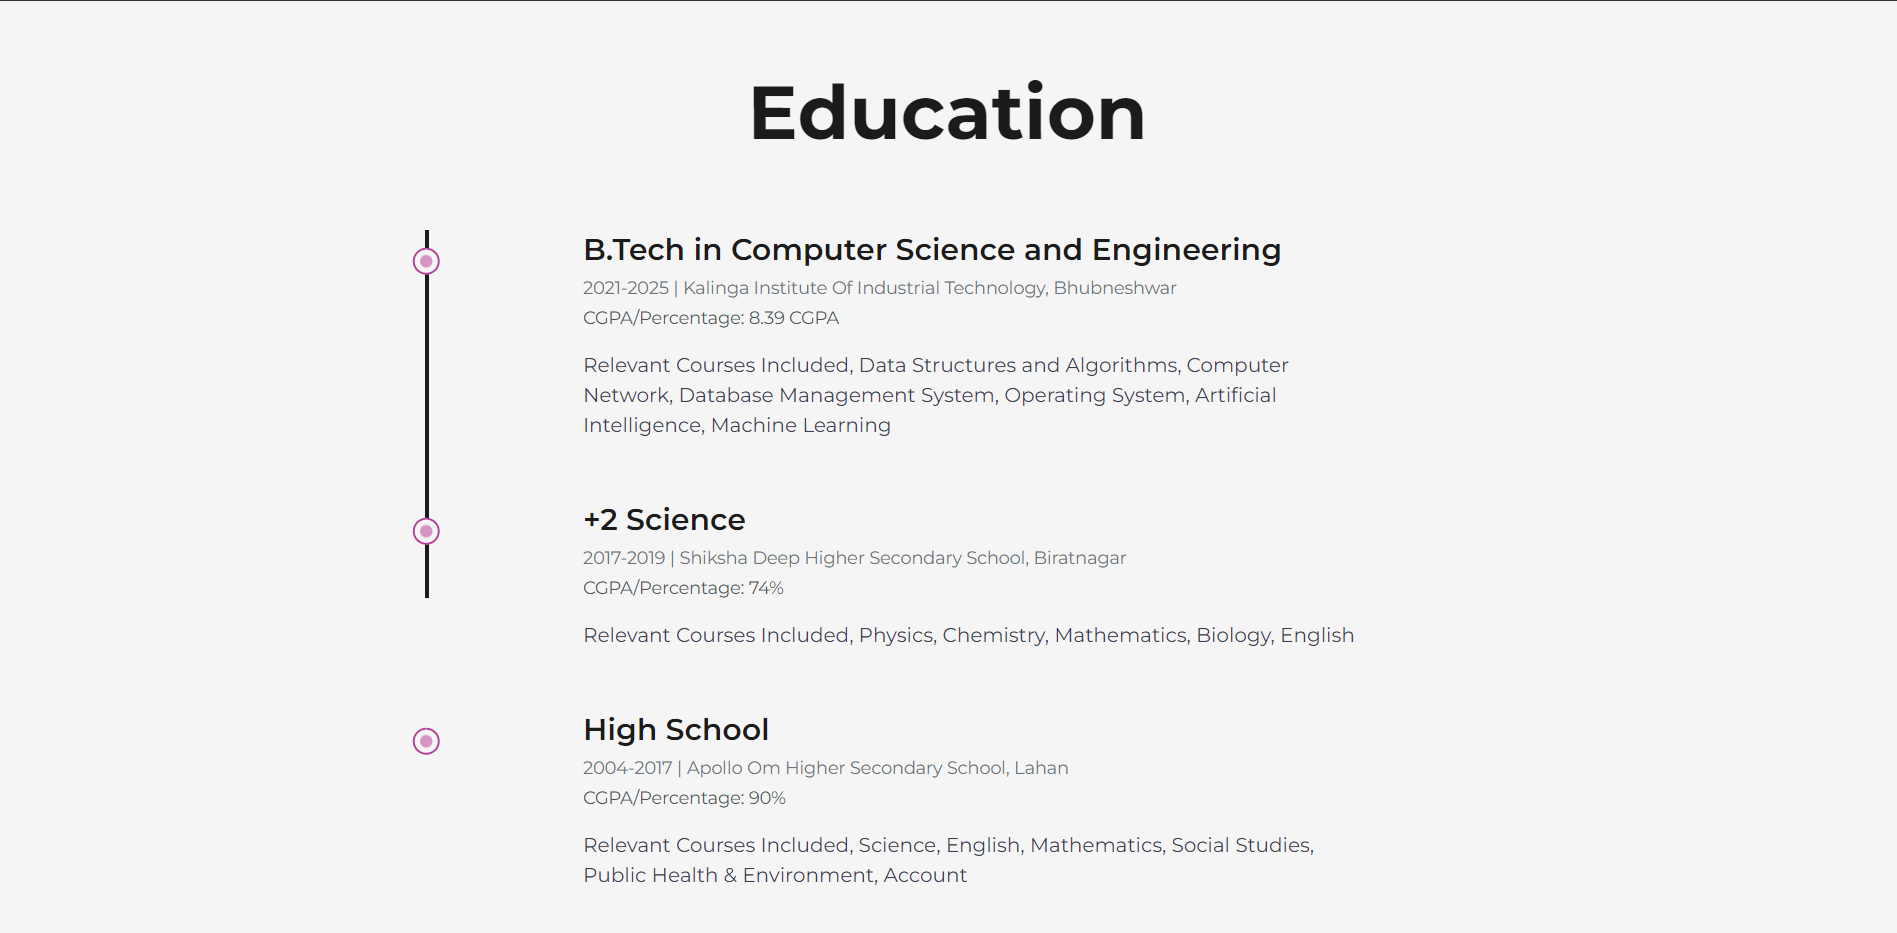 Education
B.Tech in Computer Science and Engineering
2021-2025 | Kalinga Institute Of Industrial Technology, Bhubneshwar
CGPA/Percentage: 8.39 CGPA
Relevant Courses Included, Data Structures and Algorithms, Computer
Network, Database Management System, Operating System, Artificial
Intelligence, Machine Learning
+2 Science
2017-2019 | Shiksha Deep Higher Secondary School, Biratnagar
CGPA/Percentage: 74%
Relevant Courses Included, Physics, Chemistry, Mathematics, Biology, English
High School
2004-2017 | Apollo Om Higher Secondary School, Lahan
CGPA/Percentage: 90%
Relevant Courses Included, Science, English, Mathematics, Social Studies,
Public Health & Environment, Account